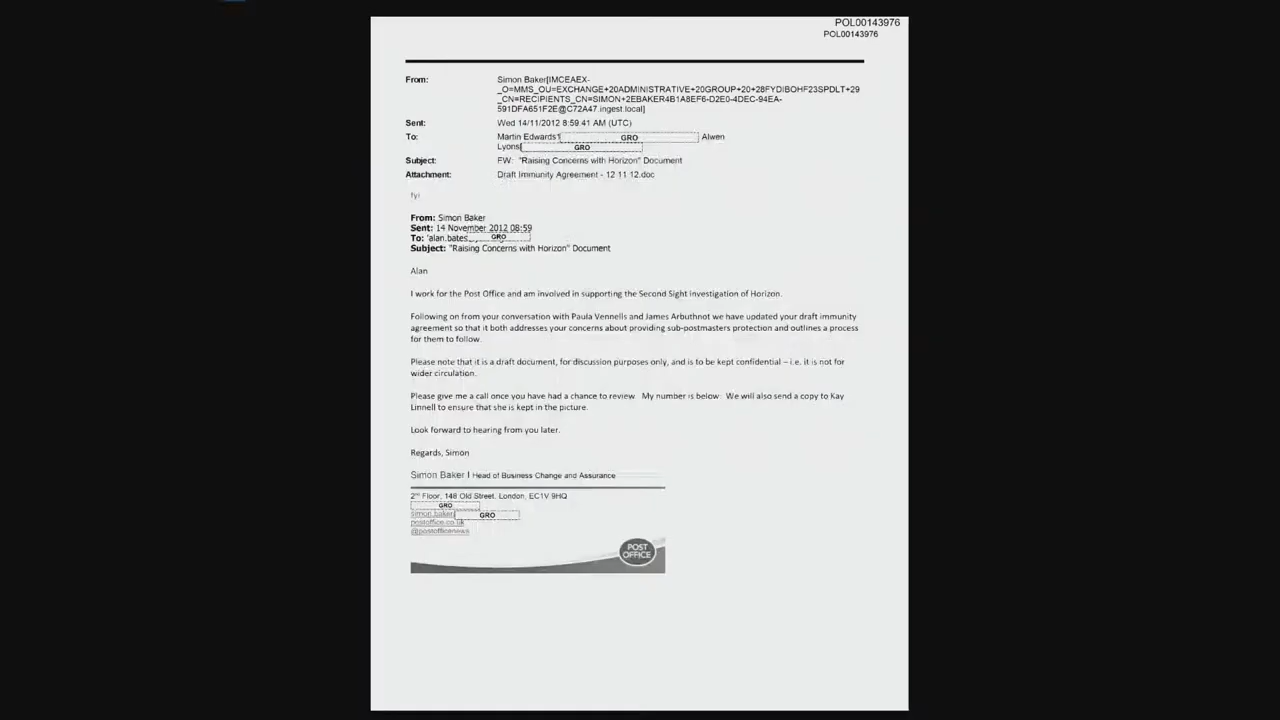 POL00143976
POL00143976
From: Simon Baker[IMCEAEX-
_O=MMS_OU=EXCHANGE+20ADMINISTRATIVE+20GROUP+20+28FYDIBOHF23SPDLT+29
_CN=RECIPIENTS_CN=SIMON+2EBAKER4B1A8EF6-D2E0-4DEC-94EA-
591DFA651F2E@C72A47.ingest.local]
Sent: Wed 14/11/2012 8:59:41 AM (UTC)
To: Martin Edwards[ GRO Alwen
Lyons[ GRO
Subject: FW: "Raising Concerns with Horizon" Document
Attachment: Draft Immunity Agreement - 12 11 12.doc
fyi
From: Simon Baker
Sent: 14 November 2012 08:59
To: 'alan.bates GRO
Subject: "Raising Concerns with Horizon" Document
Alan
I work for the Post Office and am involved in supporting the Second Sight investigation of Horizon.
Following on from your conversation with Paula Vennells and James Arbuthnot we have updated your draft immunity
agreement so that it both addresses your concerns about providing sub-postmasters protection and outlines a process
for them to follow.
Please note that it is a draft document, for discussion purposes only, and is to be kept confidential – i.e. it is not for
wider circulation.
Please give me a call once you have had a chance to review. My number is below. We will also send a copy to Kay
Linnell to ensure that she is kept in the picture.
Look forward to hearing from you later.
Regards, Simon
Simon Baker I Head of Business Change and Assurance
2nd Floor, 148 Old Street, London, EC1V 9HQ
GRO
simon.baker GRO
postoffice.co.uk
@postofficenews
POST
OFFICE